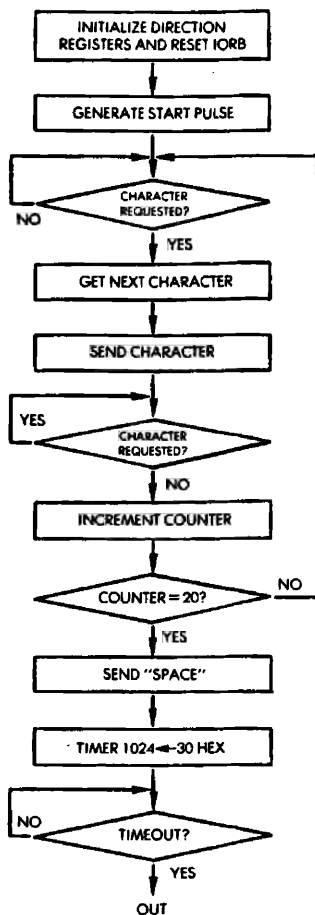 INITIALIZE DIRECTION
REGISTERS AND RESET IORB
GENERATE START PULSE
CHARACTER
REQUESTED?
NO
YES
GET NEXT CHARACTER
SEND CHARACTER
YES
CHARACTER
REQUESTED?
NO
INCREMENT COUNTER
COUNTER = 20?
NO
YES
SEND "SPACE"
TIMER 1024←30 HEX
NO
TIMEOUT?
YES
OUT